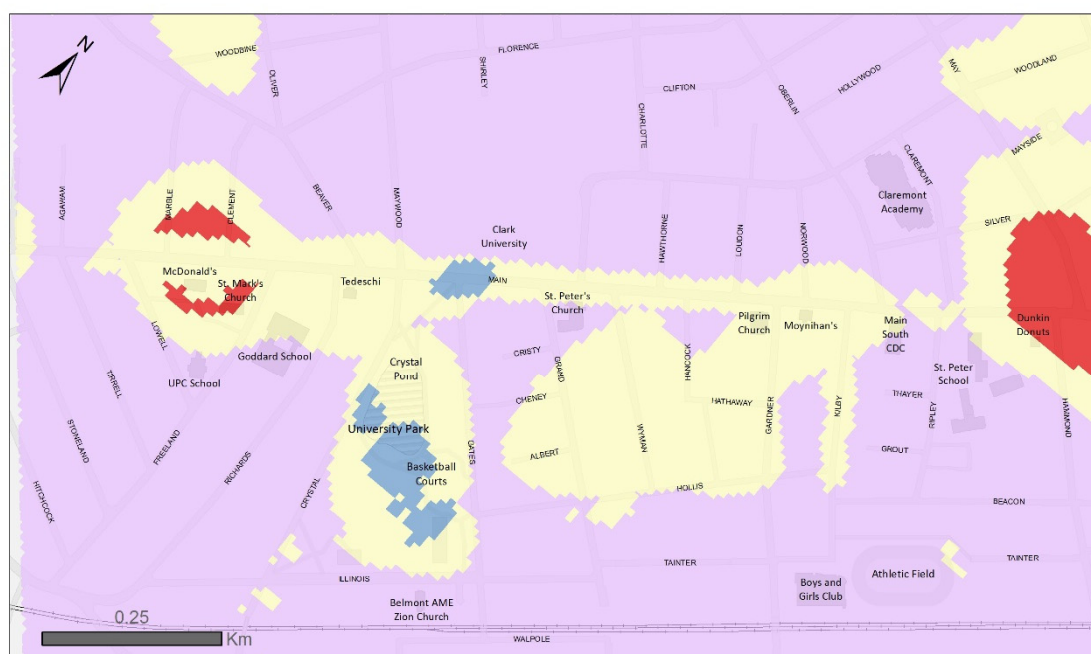 N
WOODBINE
OLIVER
SHIRLEY
FLORENCE
CLIFTON
CHARLOTTE
OBERLIN
HOLLYWOOD
MAY
WOODLAND
MAYSIDE
AGAWAM
MARBLE
CLEMENT
BEAVER
MAYWOOD
Clark
University
HAWTHORNE
LOUDON
NORWOOD
CLAREMONT
Claremont
Academy
SILVER
McDonald's
St. Mark's
Church
Tedeschi
MAIN
St. Peter's
Church
Pilgrim
Church
Moynihan's
Main
South
CDC
Dunkin
Donuts
LOWELL
Goddard School
UPC School
Crystal
Pond
CRISTY
GRAND
HANCOCK
St. Peter
School
TIRRELL
STONELAND
FREELAND
RICHARDS
CHENEY
HATHAWAY
GARDNER
KILBY
THAYER
RIPLEY
HAMMOND
University Park
Basketball
Courts
GATES
ALBERT
WYMAN
GROUT
HITCHCOCK
CRYSTAL
HOLLIS
BEACON
ILLINOIS
TAINTER
Boys and
Girls Club
Athletic Field
TAINTER
Belmont AME
Zion Church
0.25
Km
WALPOLE